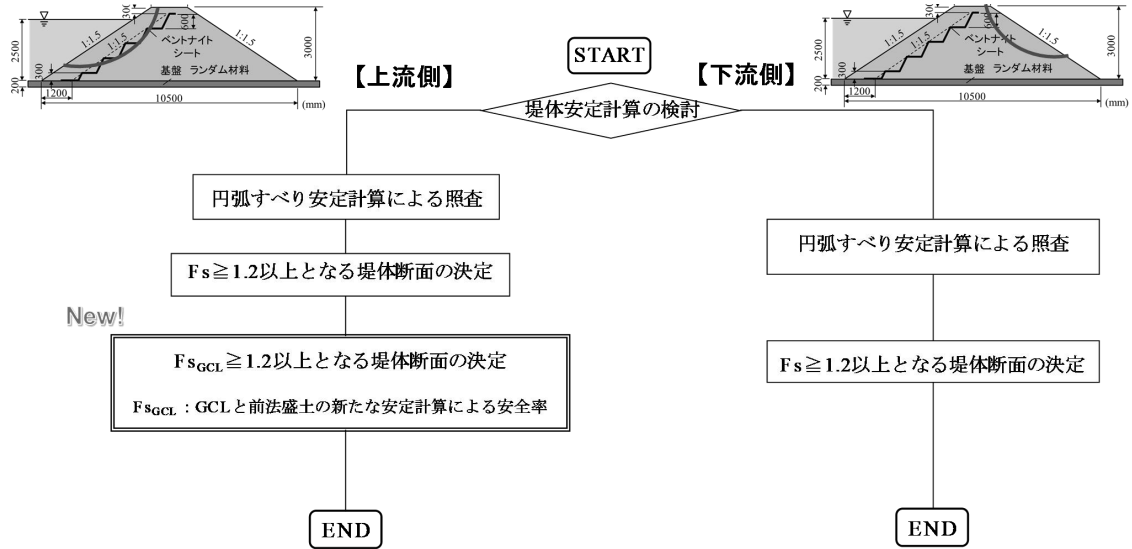 300
600
1:1.5
1:1.5
1:1.5
ベントナイト
シート
2500
3000
300
基盤 ランダム材料
200
1200
10500
(mm)
【上流側】
START
【下流側】
300
600
1:1.5
1:1.5
1:1.5
ベントナイト
シート
2500
3000
300
基盤 ランダム材料
200
1200
10500
(mm)
堤体安定計算の検討
円弧すべり安定計算による照査
Fs≧1.2以上となる堤体断面の決定
New!
FsGCL≧1.2以上となる堤体断面の決定
FsGCL：GCLと前法盛土の新たな安定計算による安全率
END
円弧すべり安定計算による照査
Fs≧1.2以上となる堤体断面の決定
END